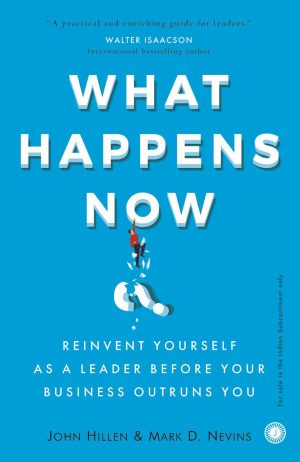 “A practical and enriching guide for leaders.”
WALTER ISAACSON
International bestselling author
WHAT
HAPPENS
NOW
?
REINVENT YOURSELF
AS A LEADER BEFORE YOUR
BUSINESS OUTRUNS YOU
For sale in the Indian Subcontinent only
JOHN HILLEN & MARK D. NEVINS
J